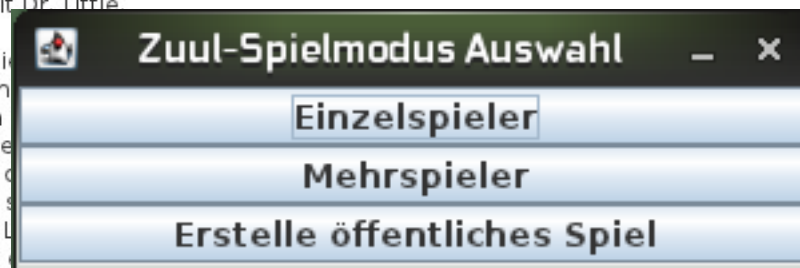 Zuul-Spielmodus Auswahl
Einzelspieler
Mehrspieler
Erstelle öffentliches Spiel